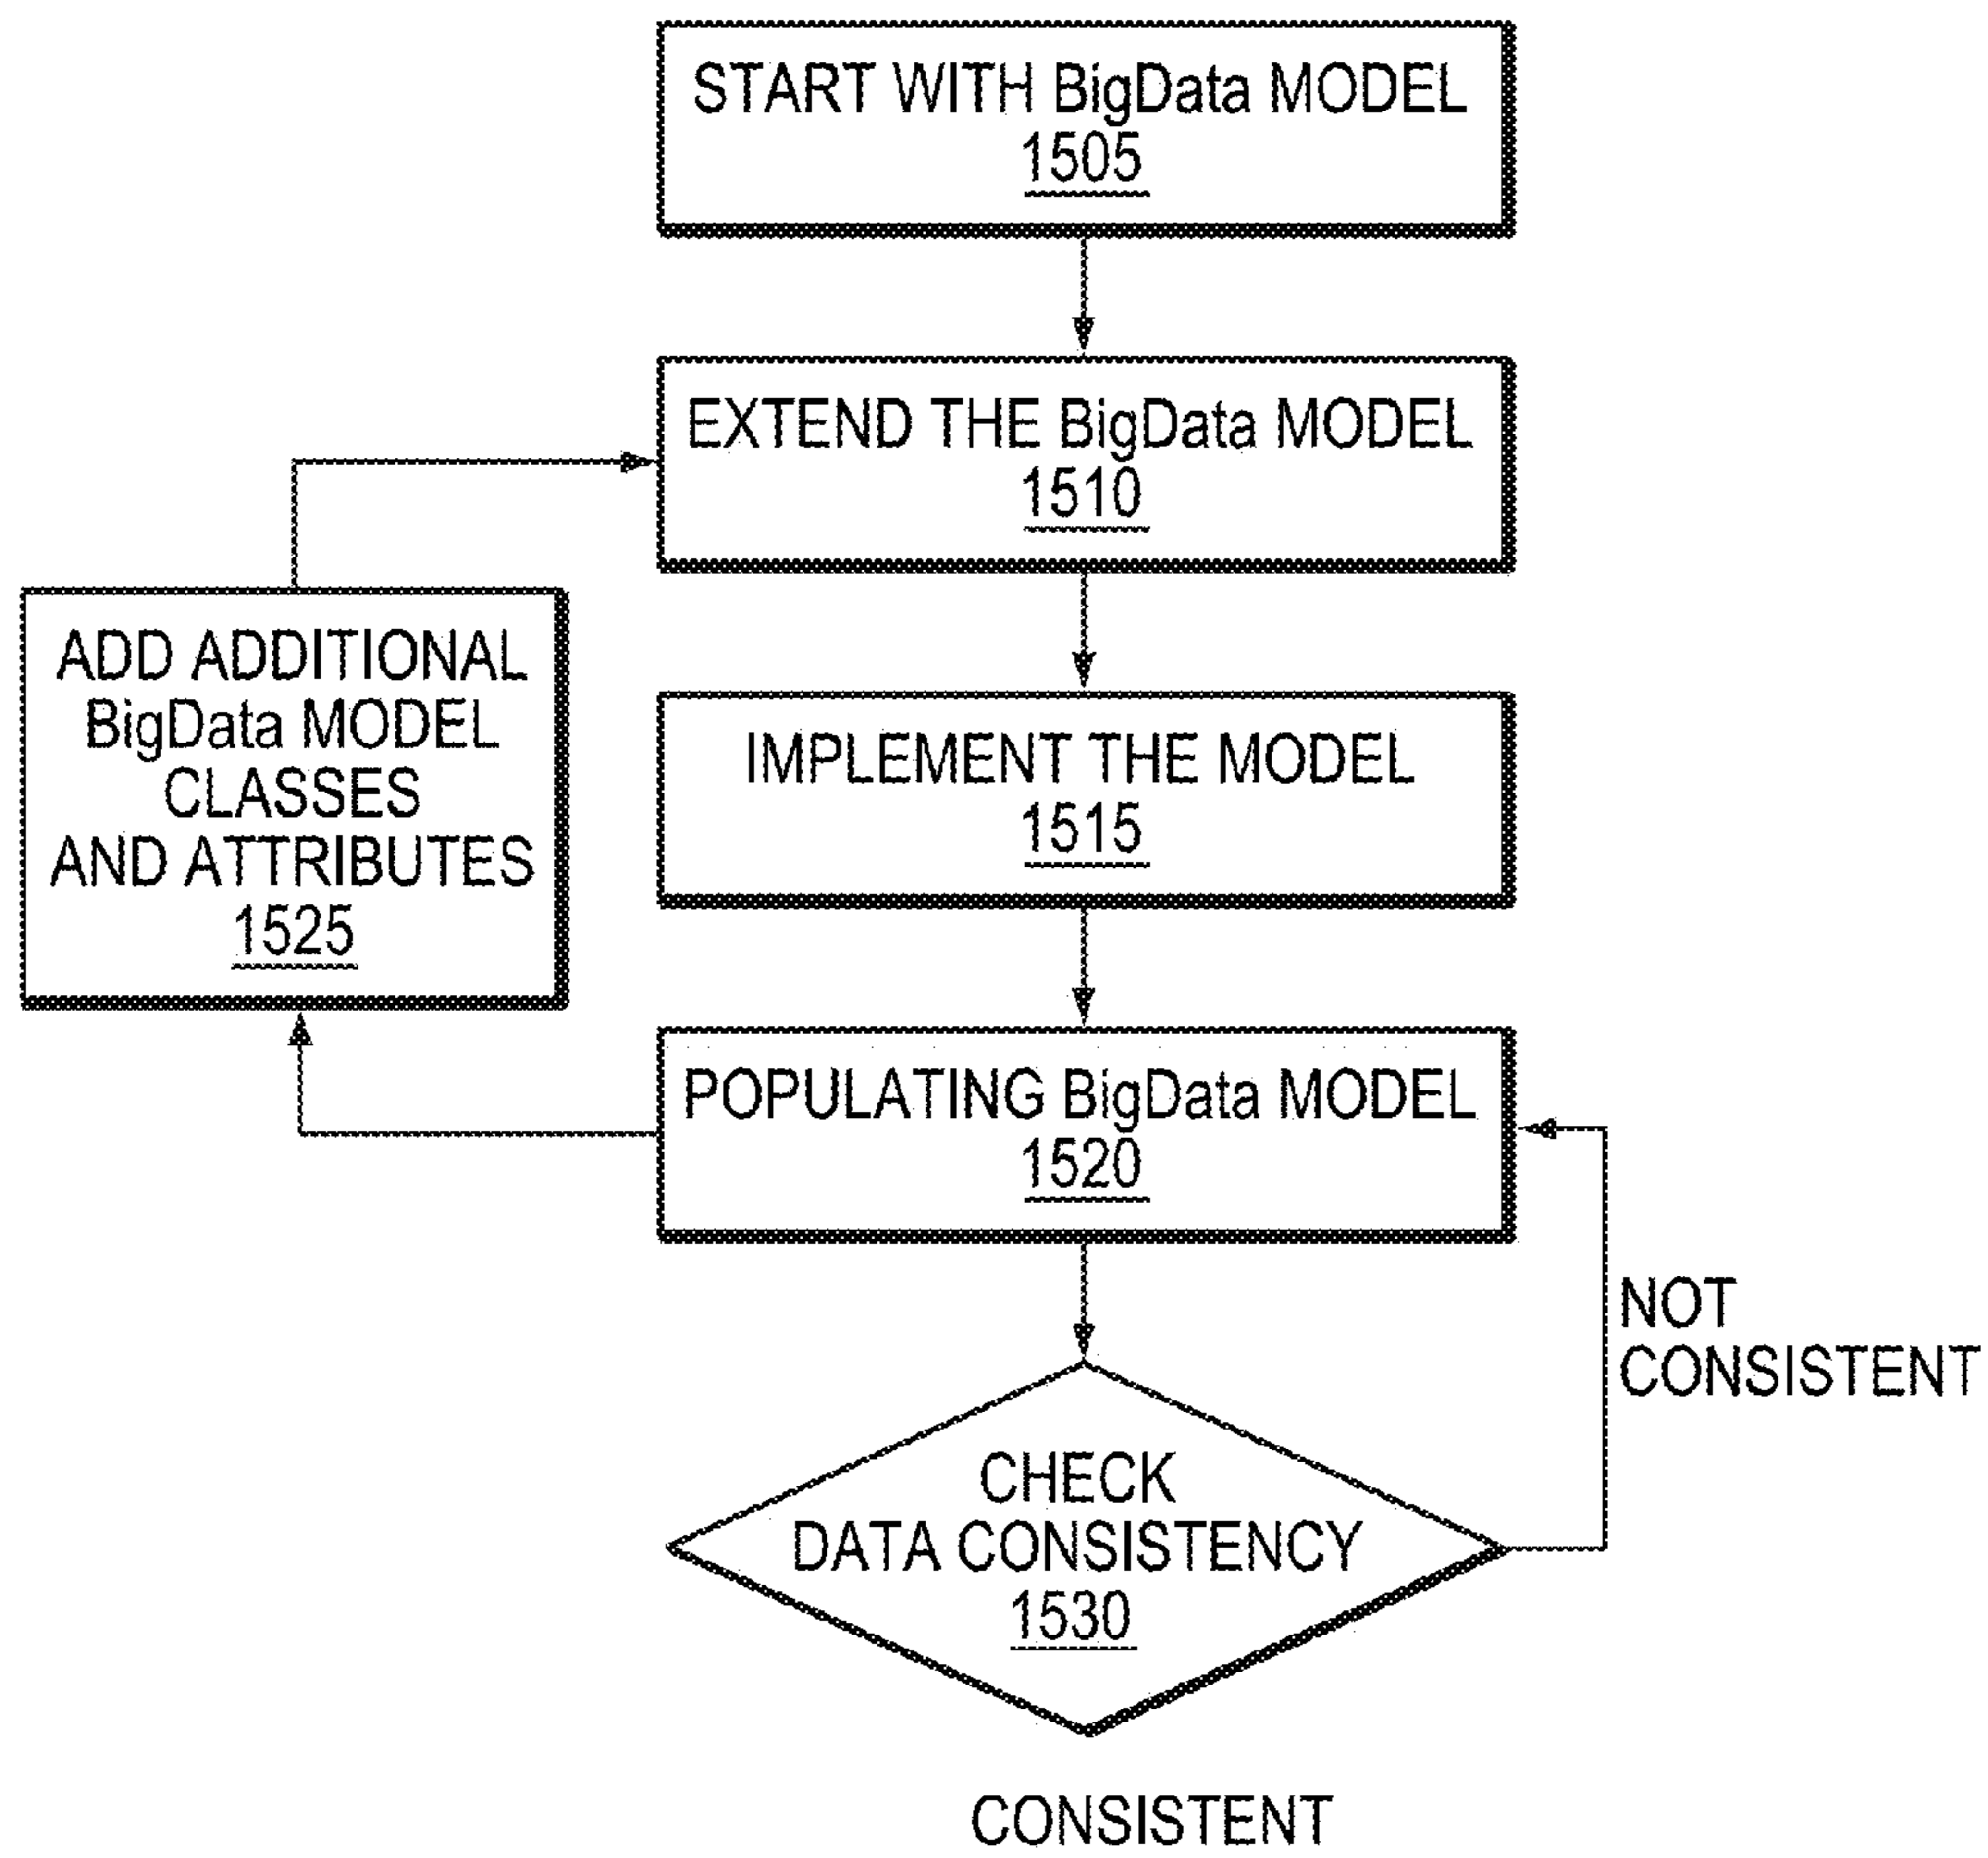 START WITH BigData MODEL
1505
EXTEND THE BigData MODEL
1510
ADD ADDITIONAL
BigData MODEL
CLASSES
AND ATTRIBUTES
1525
IMPLEMENT THE MODEL
1515
POPULATING BigData MODEL
1520
NOT
CONSISTENT
CHECK
DATA CONSISTENCY
1530
CONSISTENT